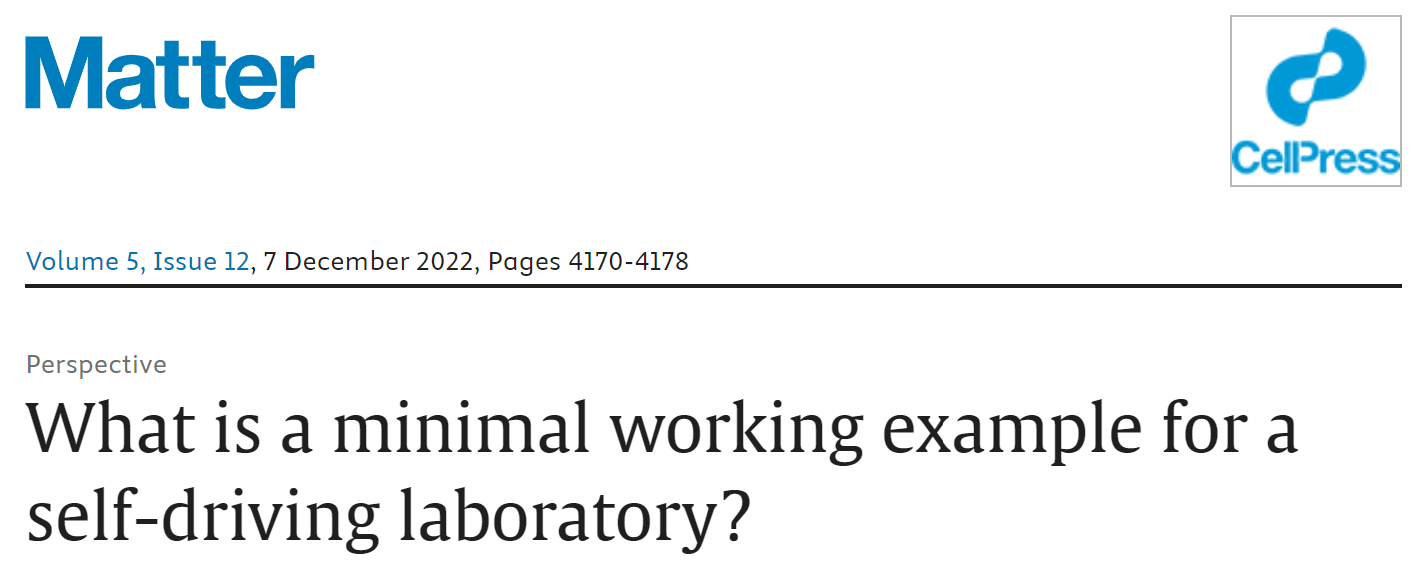 Matter
CellPress
Volume 5, Issue 12, 7 December 2022, Pages 4170-4178
Perspective
What is a minimal working example for a
self-driving laboratory?